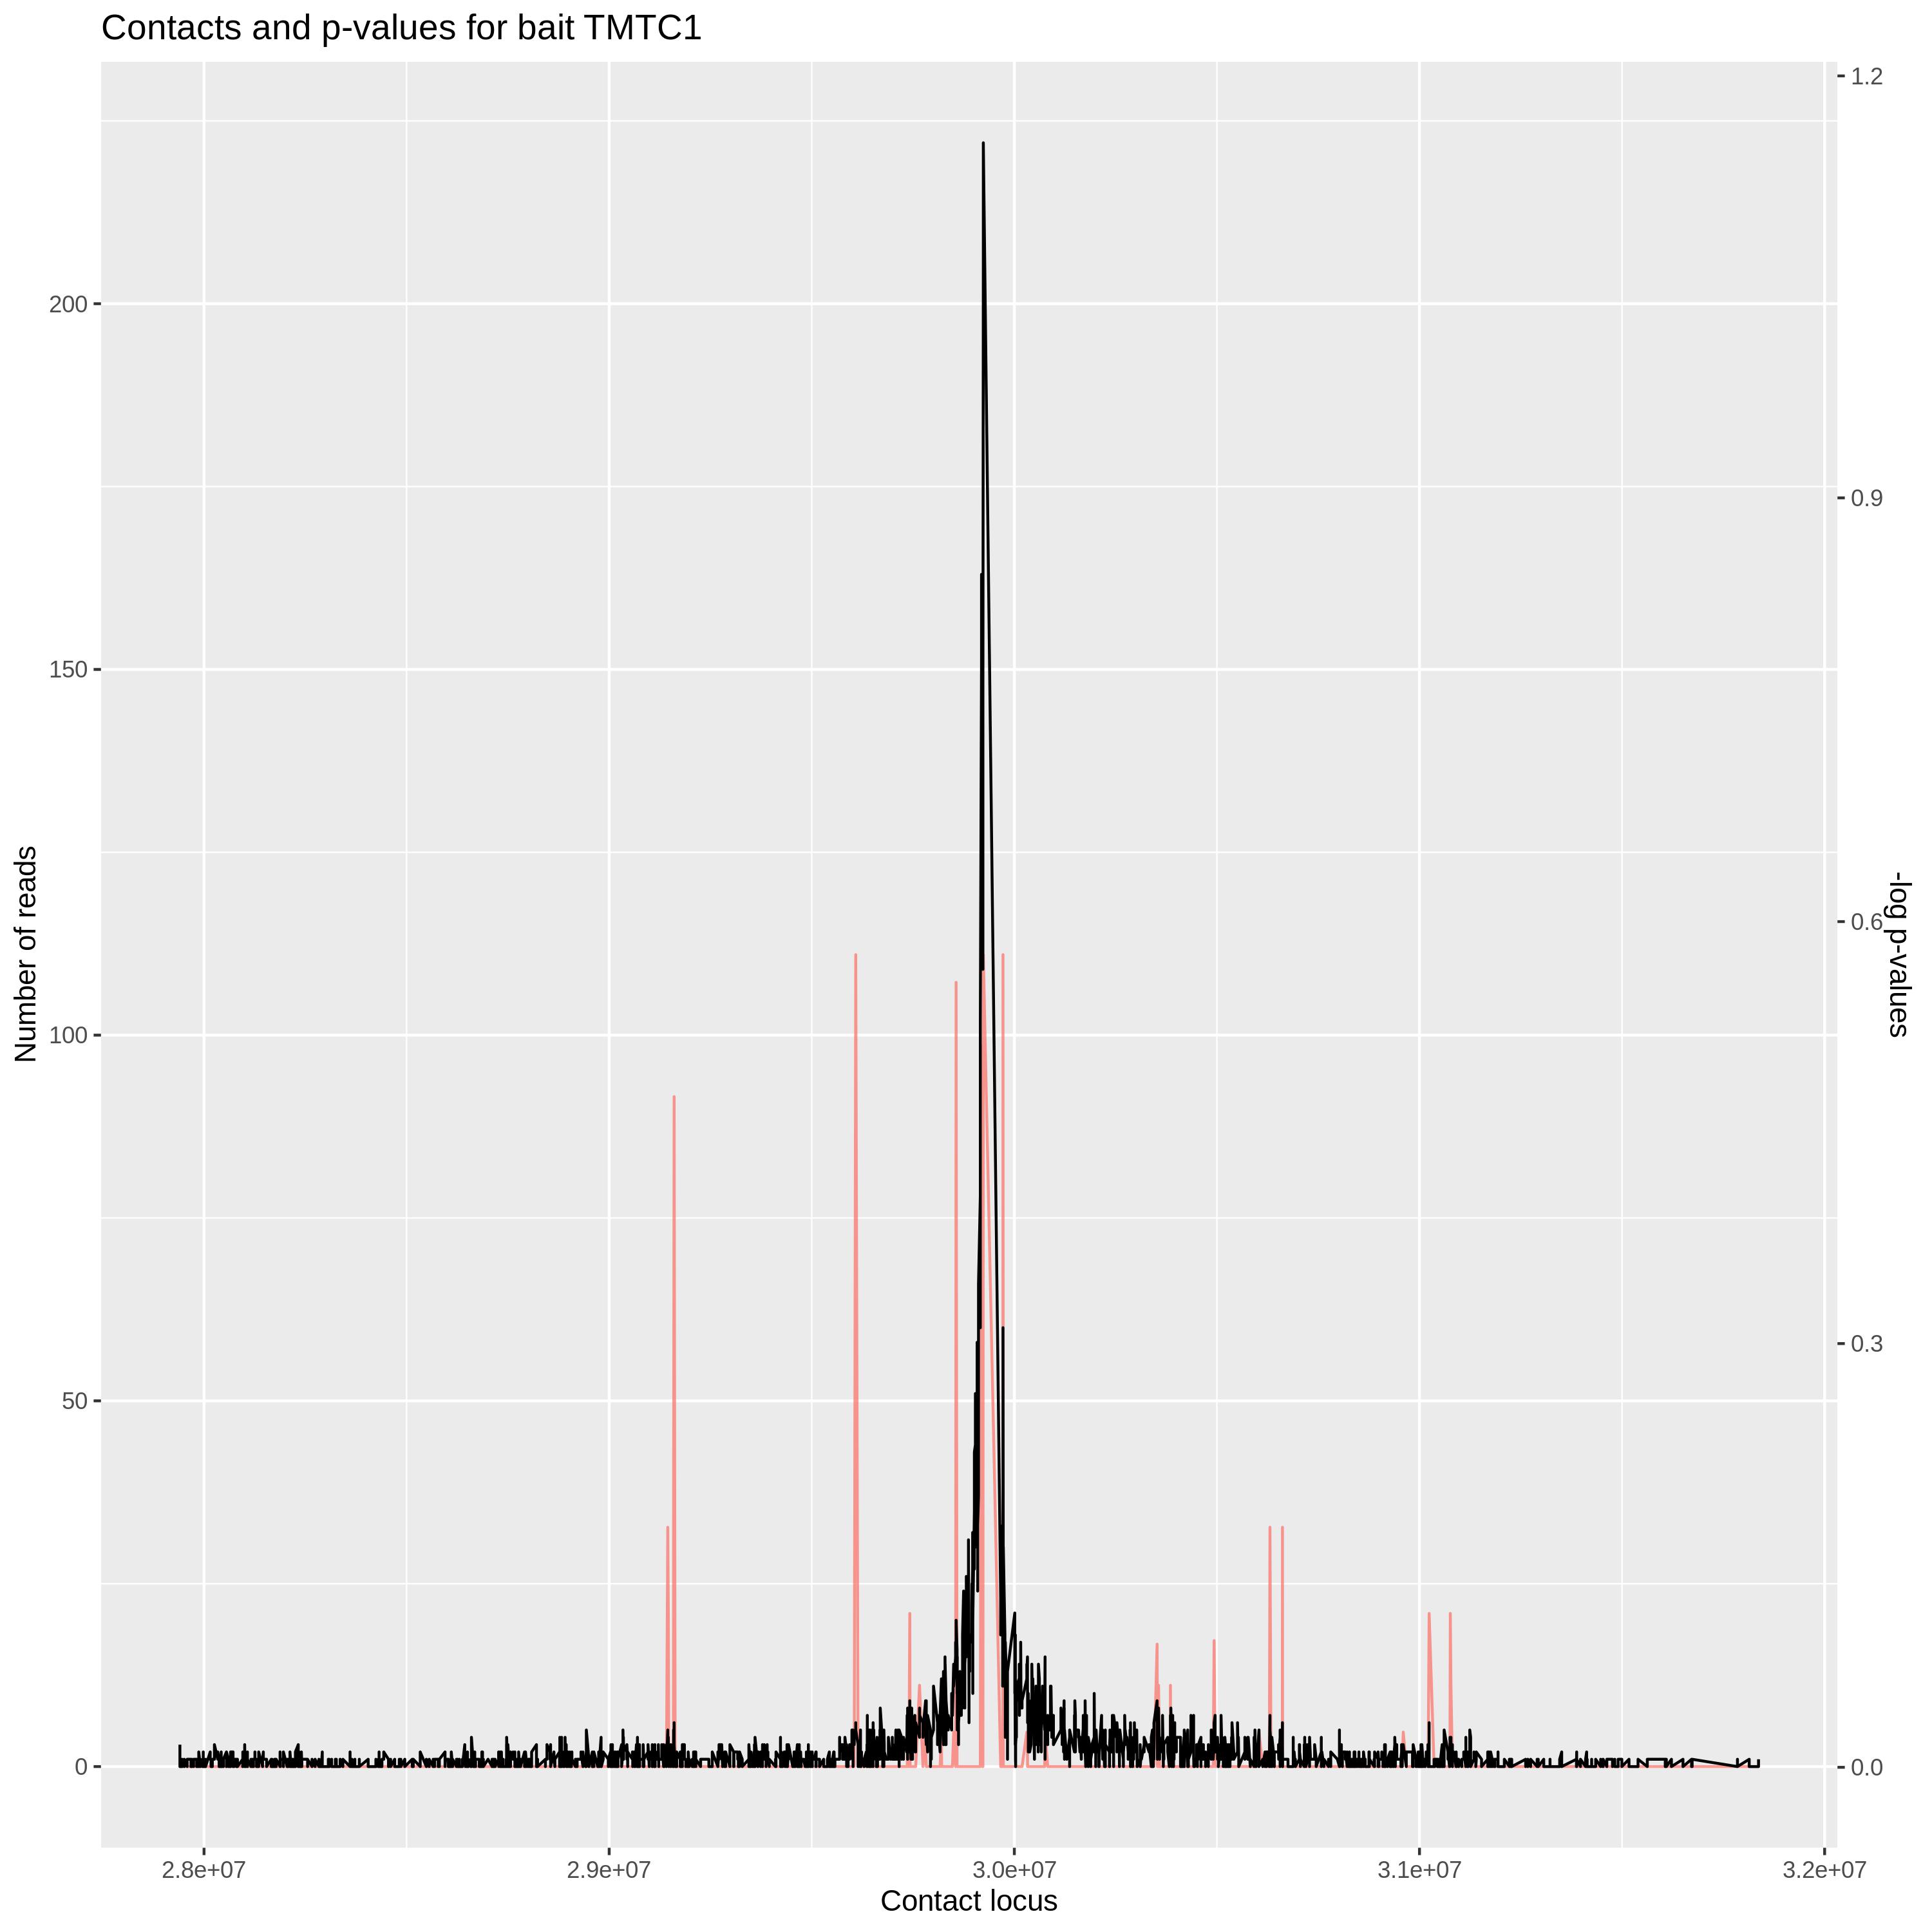 Contacts and p-values for bait TMTC1
1.2
200
0.9
150
Number of reads
-log p-values
0.6
100
0.3
50
0
0.0
2.8e+07 2.9e+07 3.0e+07 3.1e+07 3.2e+07
Contact locus